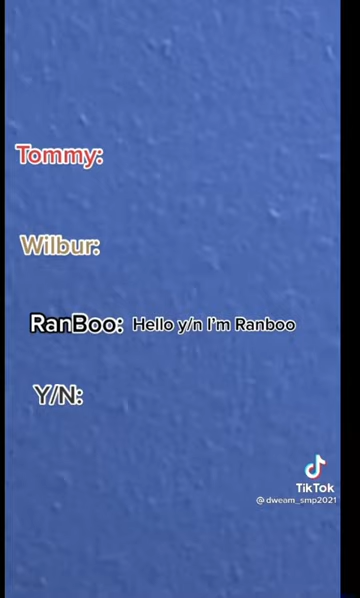 Tommy:
Wilbur:
RanBoo: Hello y/n I'm Ranboo
Y/N:
TikTok
@dweam_smp2021